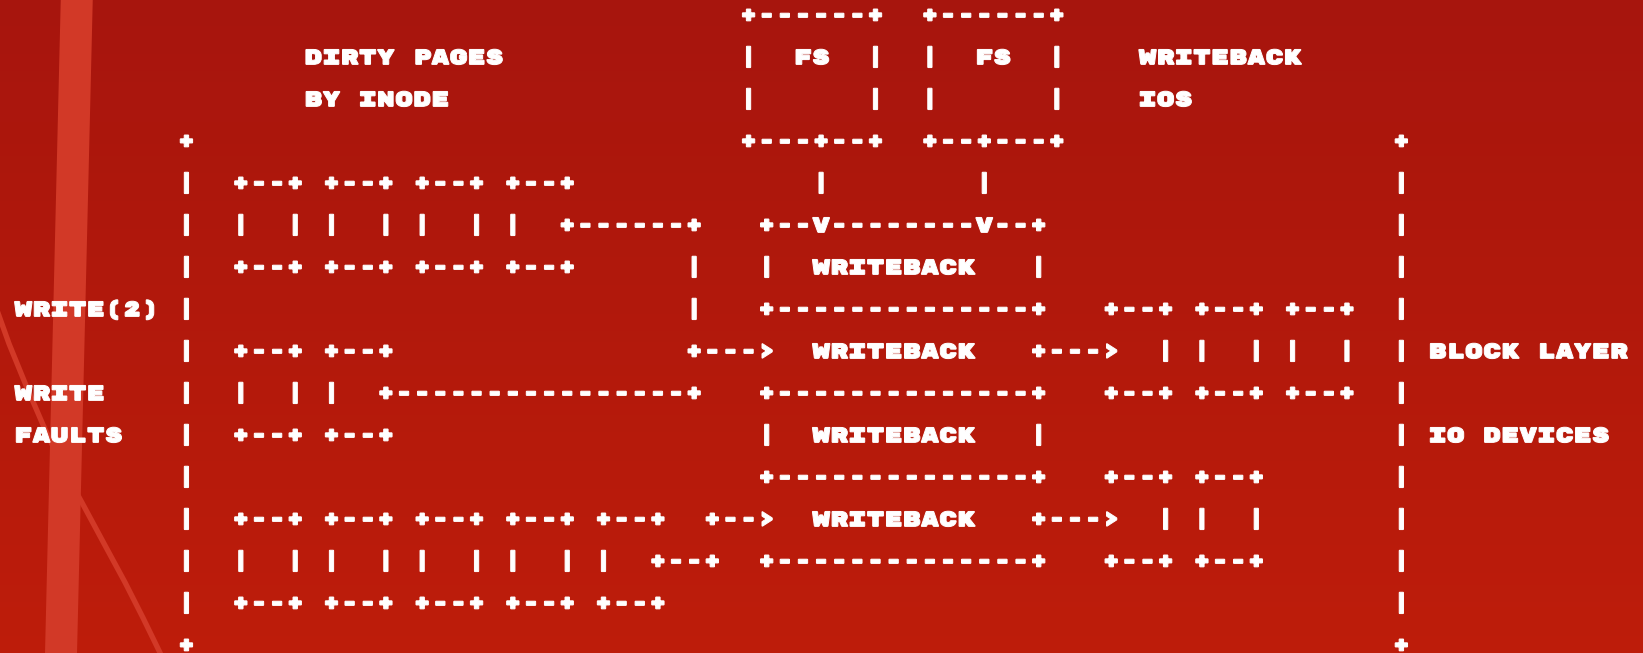 DIRTY PAGES
BY INODE
FS
FS
WRITEBACK
IOS
WRITE(2)
WRITE
FAULTS
WRITEBACK
WRITEBACK
WRITEBACK
WRITEBACK
BLOCK LAYER
IO DEVICES